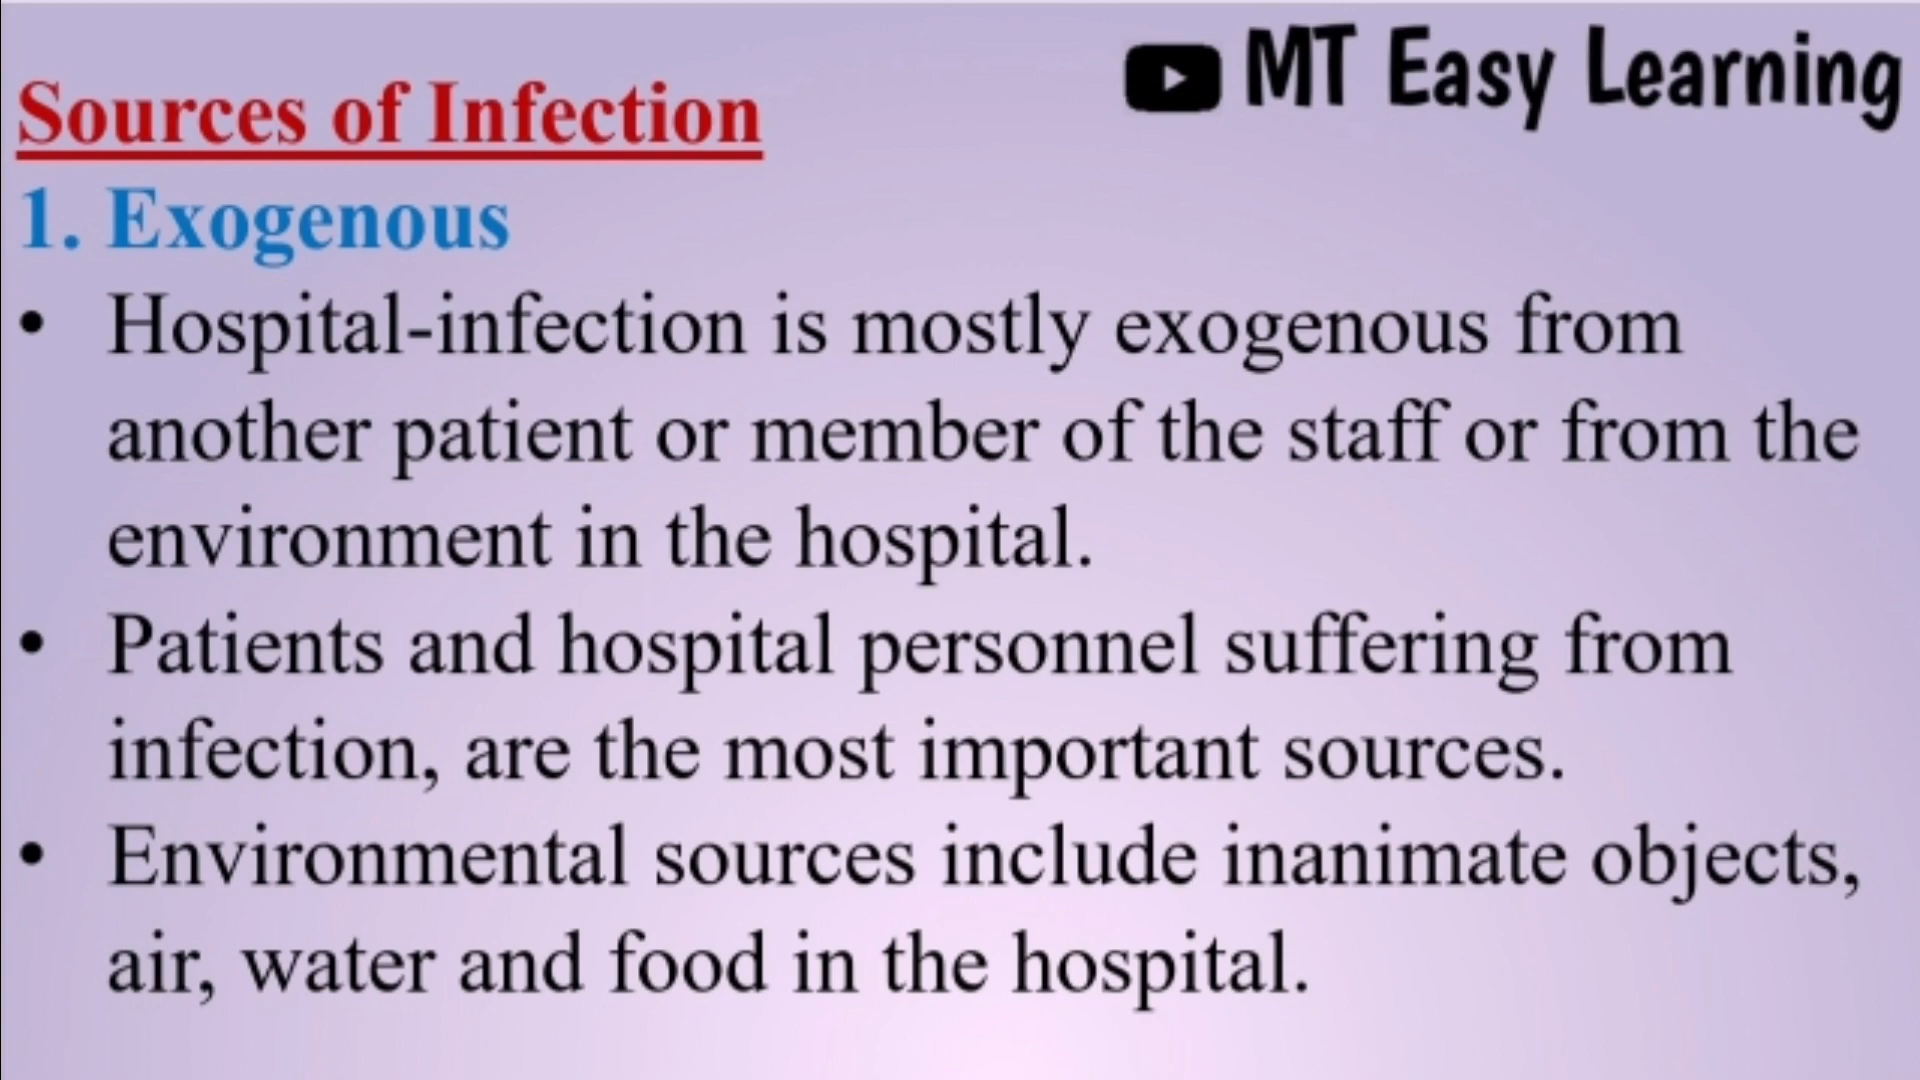 MT Easy Learning
Sources of Infection
1. Exogenous
• Hospital-infection is mostly exogenous from
another patient or member of the staff or from the
environment in the hospital.
• Patients and hospital personnel suffering from
infection, are the most important sources.
• Environmental sources include inanimate objects,
air, water and food in the hospital.